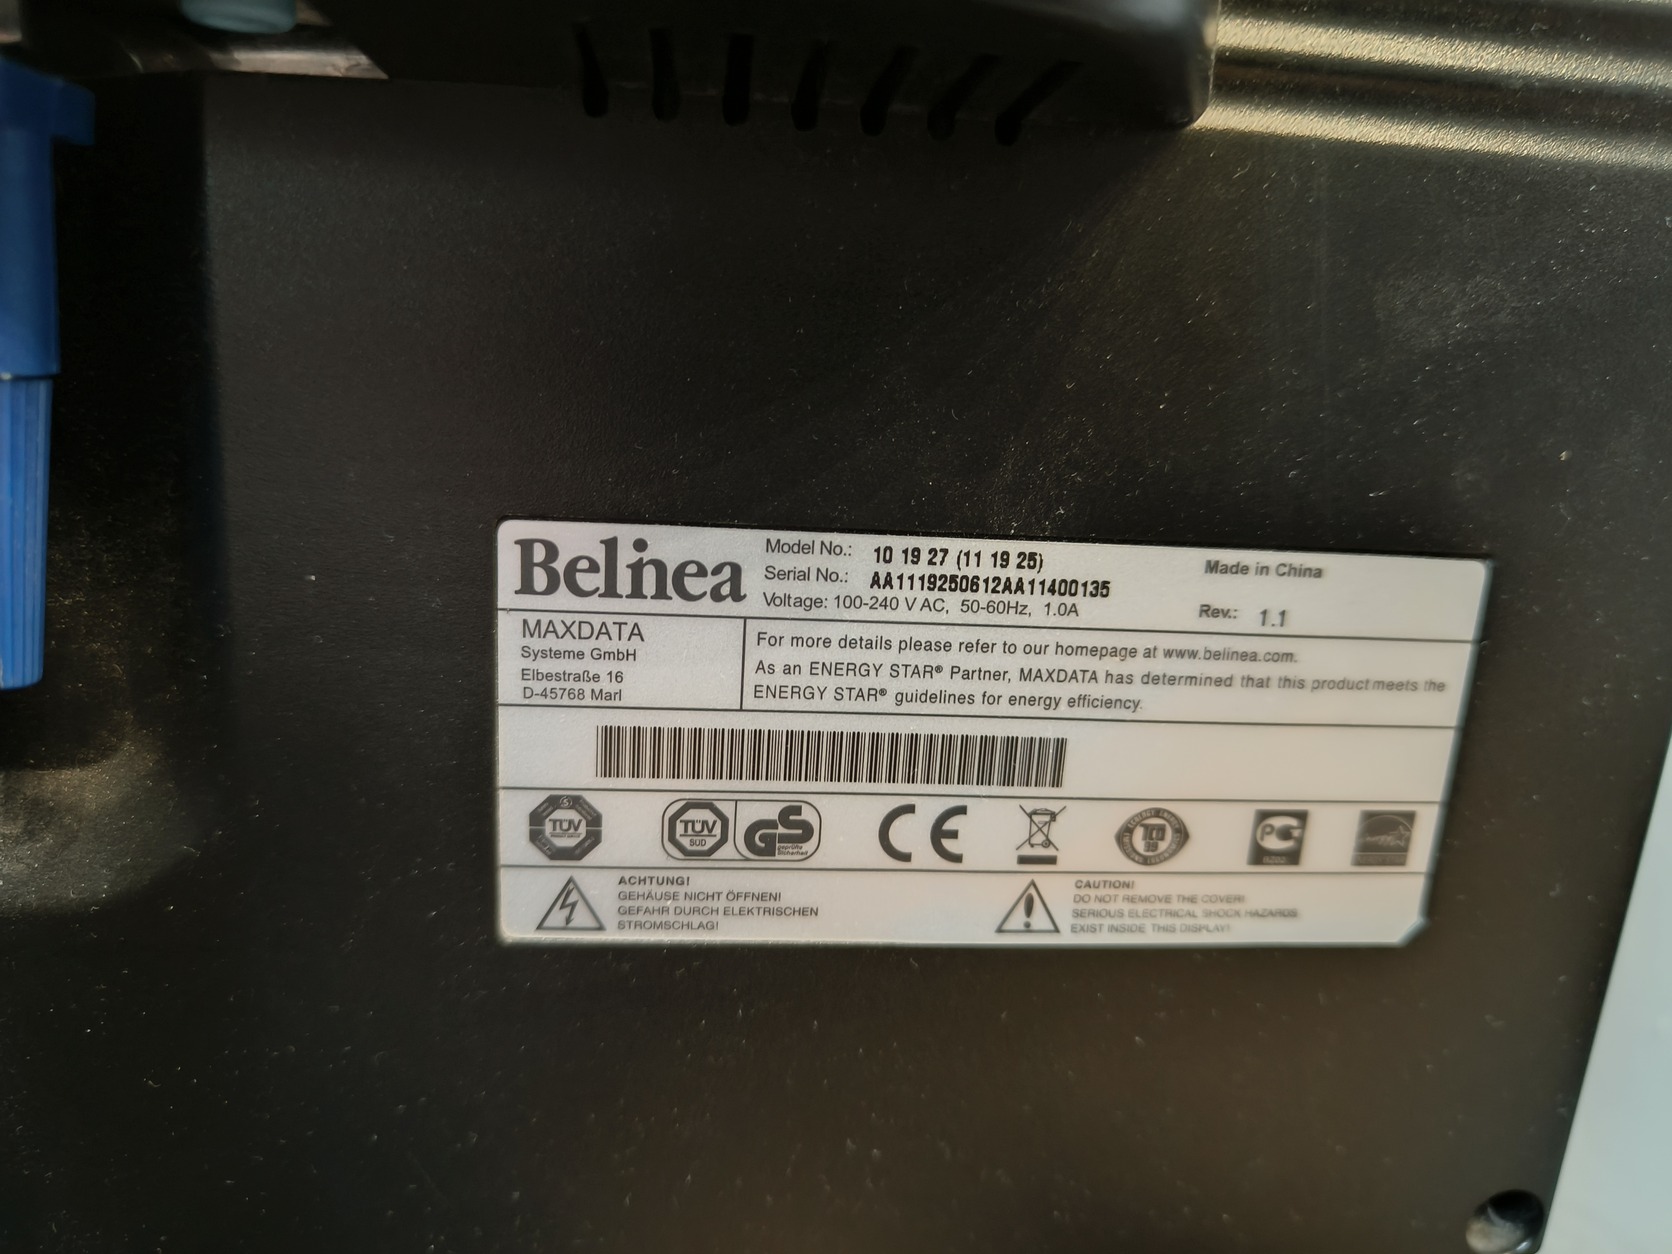 Belinea
Model No.: 10 19 27 (11 19 25)
Serial No.: AA1119250612AA11400135
Voltage: 100-240 V AC, 50-60Hz, 1.0A
Made in China
Rev.: 1.1
MAXDATA
Systeme GmbH
Elbestraße 16
D-45768 Marl
For more details please refer to our homepage at www.belinea.com.
As an ENERGY STAR® Partner, MAXDATA has determined that this product meets the
ENERGY STAR® guidelines for energy efficiency.
TÜV
TÜV
SÜD
GS
geprüfte
Sicherheit
CE
TCO
99
ACHTUNG!
GEHÄUSE NICHT ÖFFNEN!
GEFAHR DURCH ELEKTRISCHEN
STROMSCHLAG!
CAUTION!
DO NOT REMOVE THE COVER!
SERIOUS ELECTRICAL SHOCK HAZARDS
EXIST INSIDE THIS DISPLAY!